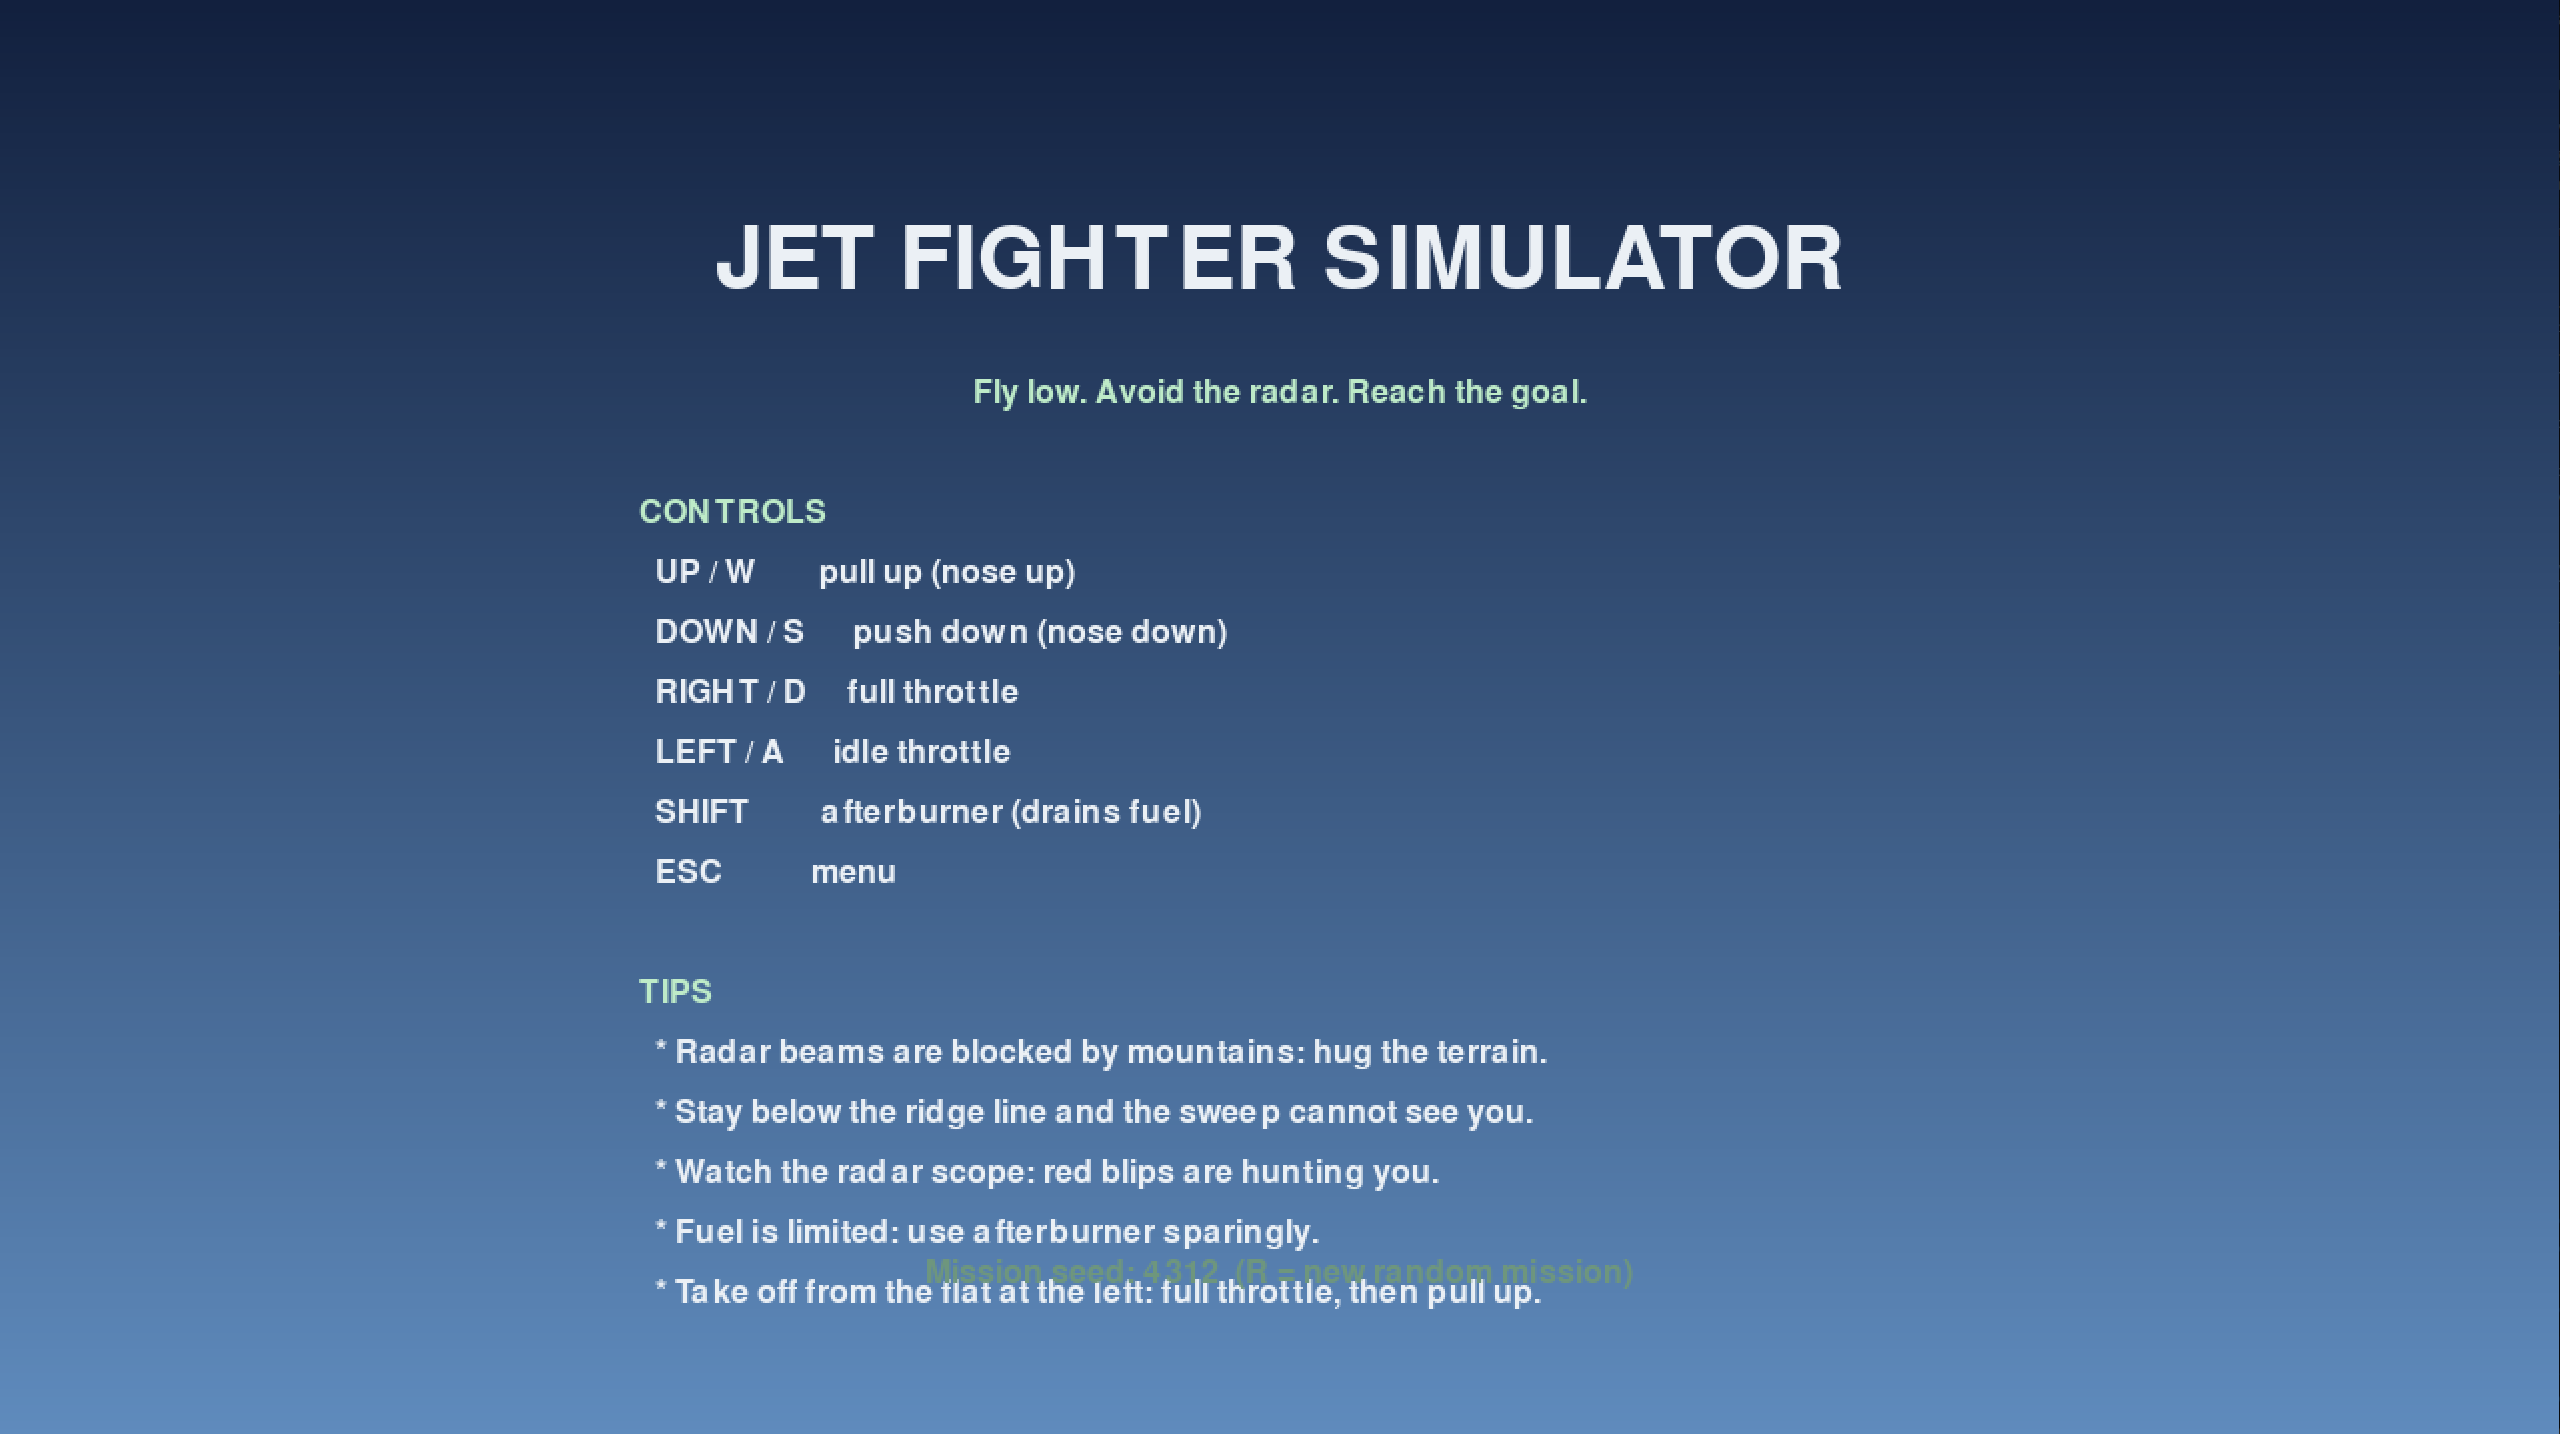 JET FIGHTER SIMULATOR
Fly low. Avoid the radar. Reach the goal.
CONTROLS
UP / W pull up (nose up)
DOWN / S push down (nose down)
RIGHT / D full throttle
LEFT / A idle throttle
SHIFT afterburner (drains fuel)
ESC menu
TIPS
* Radar beams are blocked by mountains: hug the terrain.
* Stay below the ridge line and the sweep cannot see you.
* Watch the radar scope: red blips are hunting you.
* Fuel is limited: use afterburner sparingly.
Mission seed: 4312 (R = new random mission)
* Take off from the flat at the left: full throttle, then pull up.